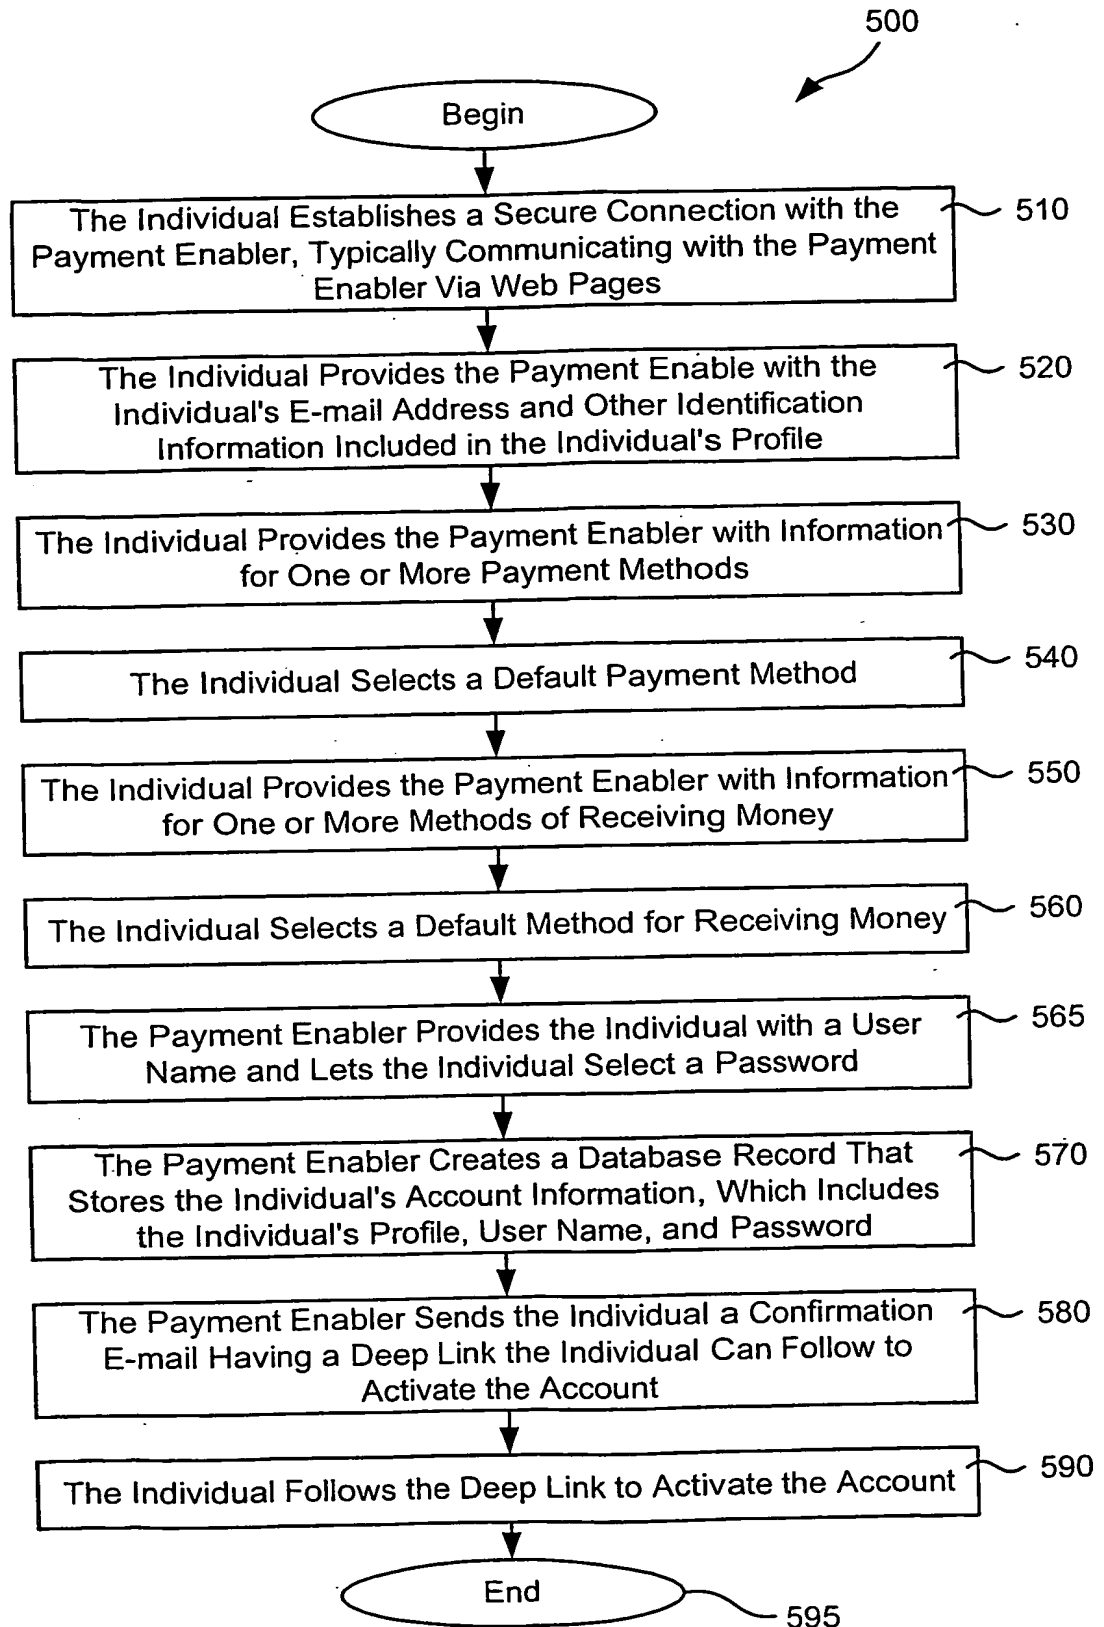 500
Begin
The Individual Establishes a Secure Connection with the
Payment Enabler, Typically Communicating with the Payment
Enabler Via Web Pages
510
The Individual Provides the Payment Enable with the
Individual's E-mail Address and Other Identification
Information Included in the Individual's Profile
520
The Individual Provides the Payment Enabler with Information
for One or More Payment Methods
530
The Individual Selects a Default Payment Method
540
The Individual Provides the Payment Enabler with Information
for One or More Methods of Receiving Money
550
The Individual Selects a Default Method for Receiving Money
560
The Payment Enabler Provides the Individual with a User
Name and Lets the Individual Select a Password
565
The Payment Enabler Creates a Database Record That
Stores the Individual's Account Information, Which Includes
the Individual's Profile, User Name, and Password
570
The Payment Enabler Sends the Individual a Confirmation
E-mail Having a Deep Link the Individual Can Follow to
Activate the Account
580
The Individual Follows the Deep Link to Activate the Account
590
End
595